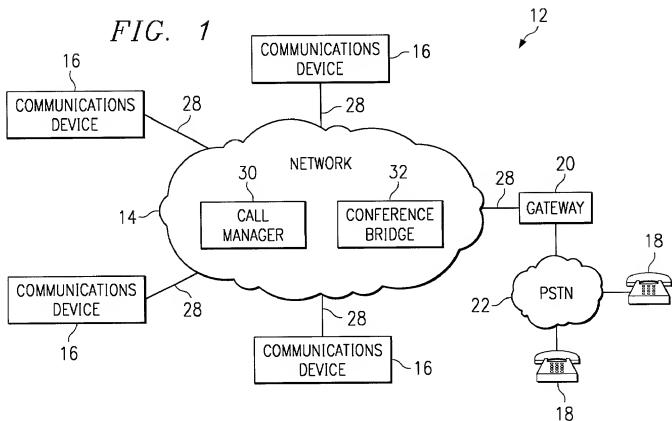 FIG. 1
12
COMMUNICATIONS
DEVICE
16
16
COMMUNICATIONS
DEVICE
28
28
NETWORK
30
CALL
MANAGER
32
CONFERENCE
BRIDGE
14
28
20
GATEWAY
18
22
PSTN
18
COMMUNICATIONS
DEVICE
16
28
28
COMMUNICATIONS
DEVICE
16